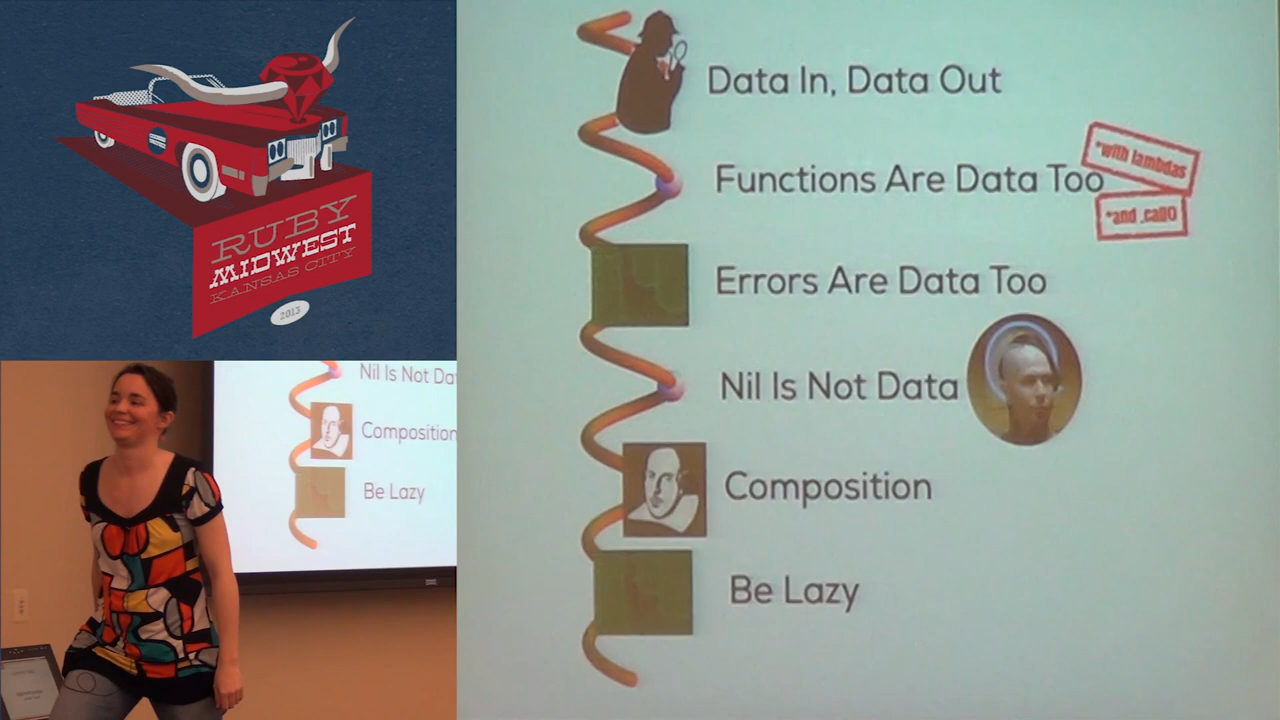 RUBY
MIDWEST
KANSAS CITY
2013
Data In, Data Out
Functions Are Data Too
*with lambdas
*and .call()
Errors Are Data Too
Nil Is Not Data
Composition
Be Lazy
Nil Is Not Da
Composition
Be Lazy